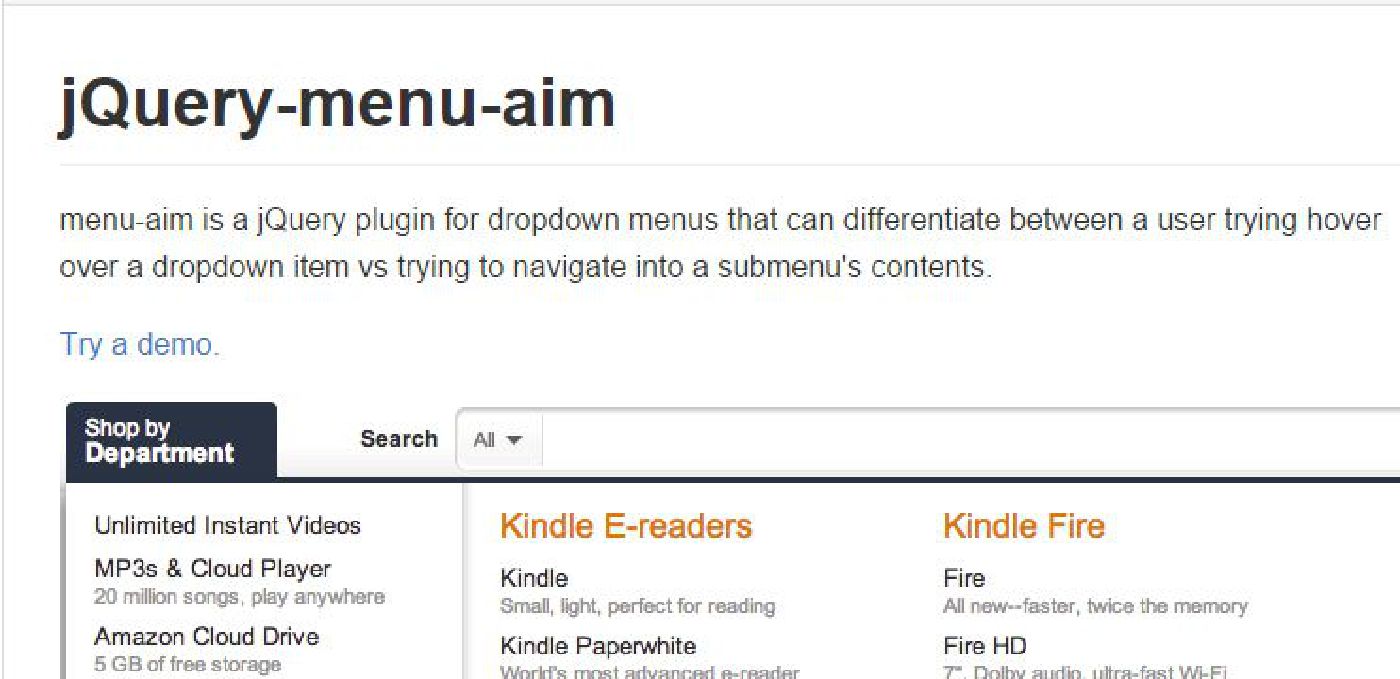 jQuery-menu-aim
menu-aim is a jQuery plugin for dropdown menus that can differentiate between a user trying hover
over a dropdown item vs trying to navigate into a submenu's contents.
Try a demo.
Shop by
Department
Search
All
Unlimited Instant Videos
MP3s & Cloud Player
20 million songs, play anywhere
Amazon Cloud Drive
5 GB of free storage
Kindle E-readers
Kindle
Small, light, perfect for reading
Kindle Paperwhite
World's most advanced e-reader
Kindle Fire
Fire
All new--faster, twice the memory
Fire HD
7", Dolby audio, ultra-fast Wi-Fi